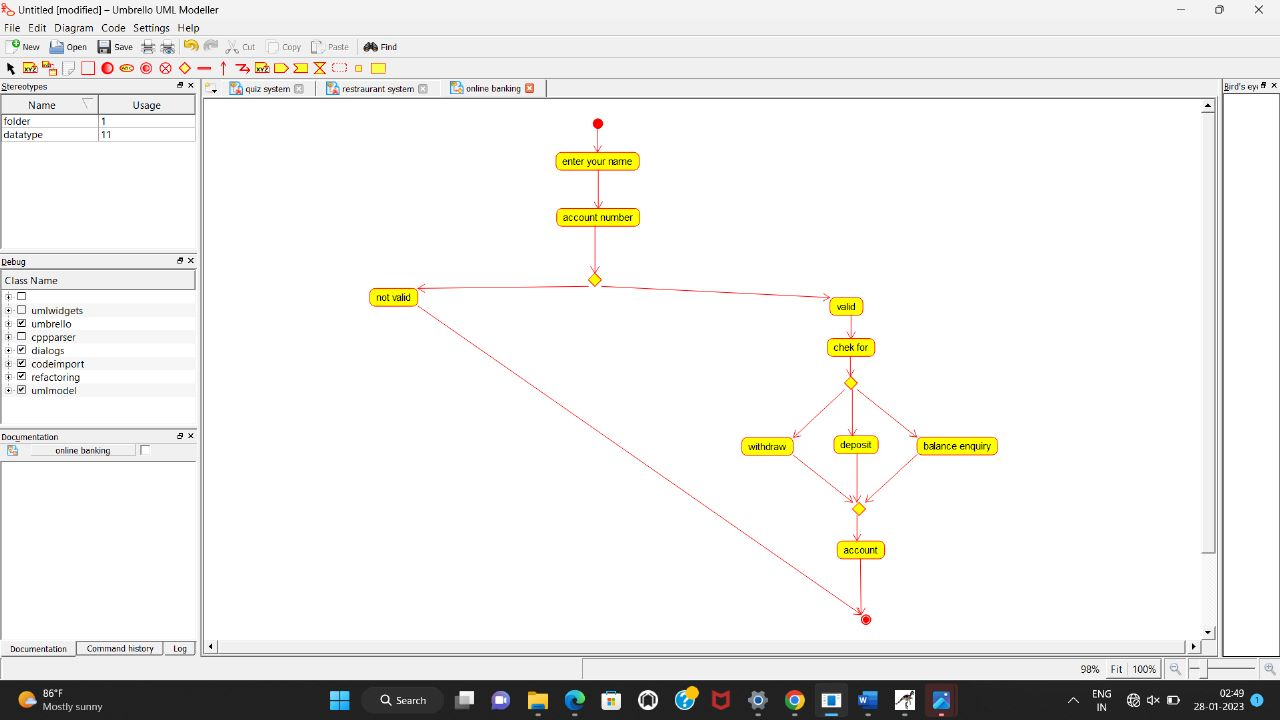 Untitled [modified] – Umbrello UML Modeller
File Edit Diagram Code Settings Help
New Open Save Cut Copy Paste Find
Stereotypes
Name Usage
folder 1
datatype 11
Debug
Class Name
umlwidgets
umbrello
cppparser
dialogs
codeimport
refactoring
umlmodel
Documentation
online banking
Documentation Command history Log
quiz system restraurant system online banking
enter your name
account number
not valid
valid
chek for
withdraw deposit balance enquiry
account
Bird's eye
98% Fit 100%
86°F
Mostly sunny
Search
ENG
IN
02:49
28-01-2023
1